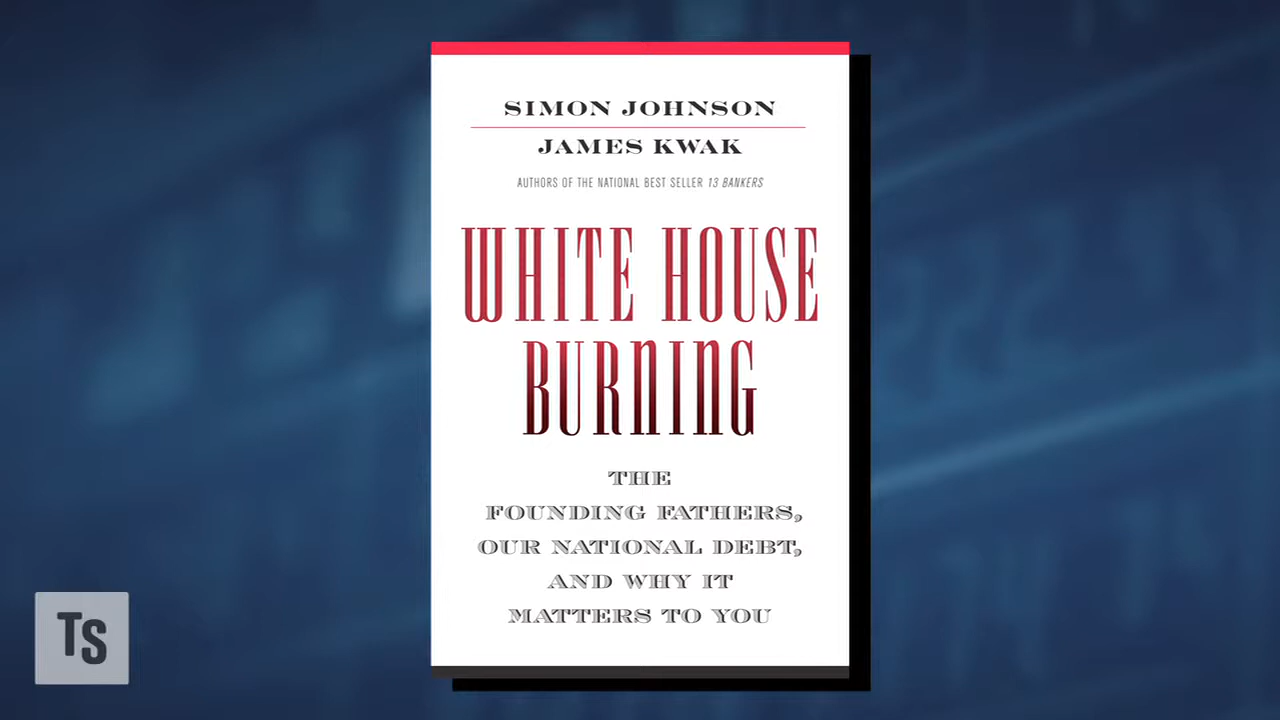 SIMON JOHNSON
JAMES KWAK
AUTHORS OF THE NATIONAL BEST SELLER 13 BANKERS
WHITE HOUSE
BURNING
THE
FOUNDING FATHERS,
OUR NATIONAL DEBT,
AND WHY IT
MATTERS TO YOU
TS